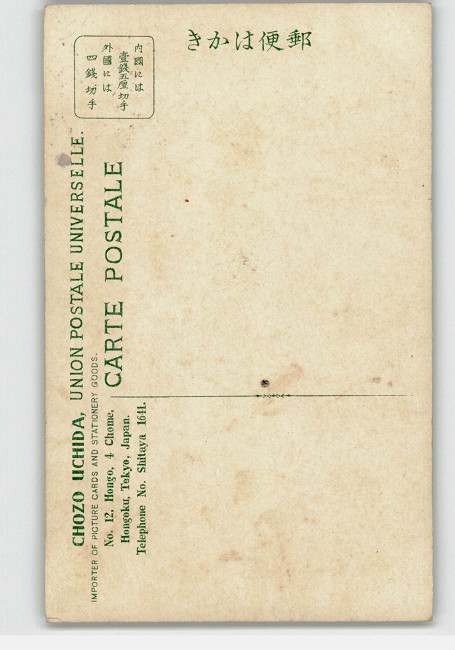 きかは便郵
内國には
壹錢五厘切手
外國には
四錢切手
UNION POSTALE UNIVERSELLE.
CARTE POSTALE
CHOZO UCHIDA,
IMPORTER OF PICTURE CARDS AND STATIONERY GOODS.
No. 12, Hongo, 4 Chome,
Hongoku, Tokyo, Japan.
Telephone No. Shitaya 1641.